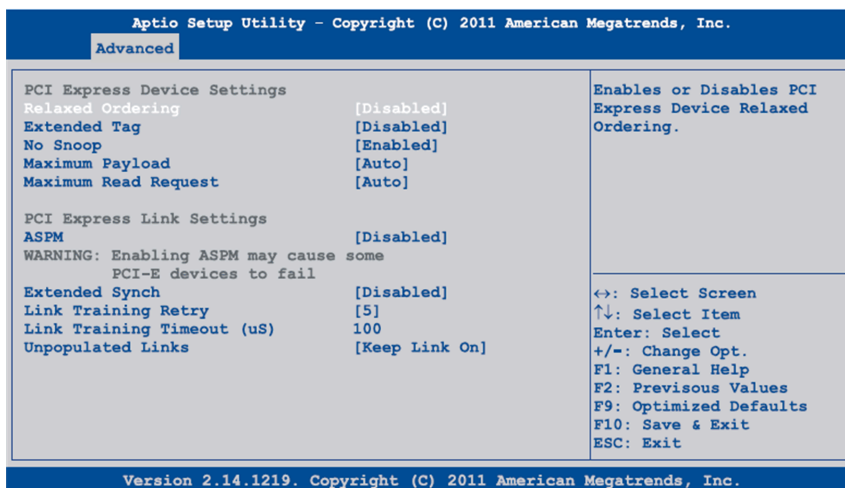 Aptio Setup Utility – Copyright (C) 2011 American Megatrends, Inc.
Advanced
PCI Express Device Settings
Relaxed Ordering [Disabled]
Extended Tag [Disabled]
No Snoop [Enabled]
Maximum Payload [Auto]
Maximum Read Request [Auto]
PCI Express Link Settings
ASPM [Disabled]
WARNING: Enabling ASPM may cause some
PCI-E devices to fail
Extended Synch [Disabled]
Link Training Retry [5]
Link Training Timeout (uS) 100
Unpopulated Links [Keep Link On]
Enables or Disables PCI
Express Device Relaxed
Ordering.
↔: Select Screen
↑↓: Select Item
Enter: Select
+/-: Change Opt.
F1: General Help
F2: Previsous Values
F9: Optimized Defaults
F10: Save & Exit
ESC: Exit
Version 2.14.1219. Copyright (C) 2011 American Megatrends, Inc.